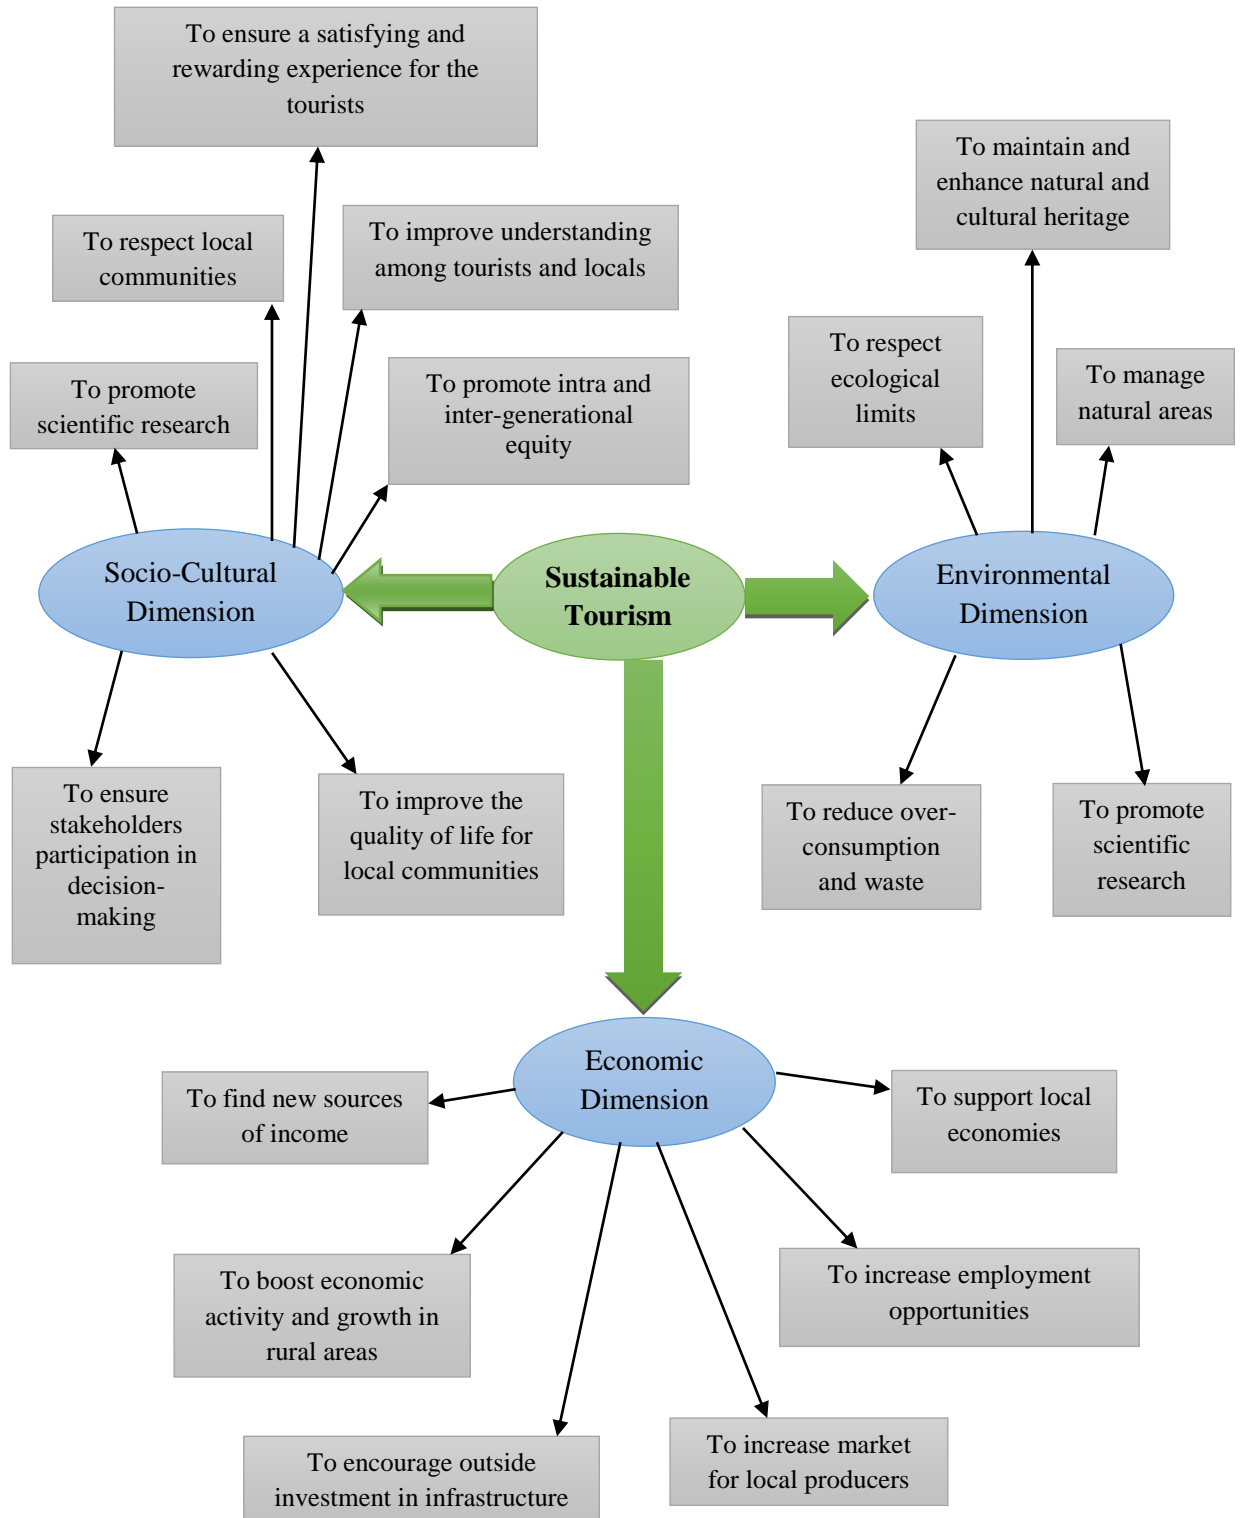 To ensure a satisfying and
rewarding experience for the
tourists
To maintain and
enhance natural and
cultural heritage
To respect local
communities
To improve understanding
among tourists and locals
To respect
ecological
limits
To manage
natural areas
To promote
scientific research
To promote intra and
inter-generational
equity
Socio-Cultural
Dimension
Sustainable
Tourism
Environmental
Dimension
To ensure
stakeholders
participation in
decision-
making
To improve the
quality of life for
local communities
To reduce over-
consumption
and waste
To promote
scientific
research
Economic
Dimension
To find new sources
of income
To support local
economies
To boost economic
activity and growth in
rural areas
To increase employment
opportunities
To encourage outside
investment in infrastructure
To increase market
for local producers